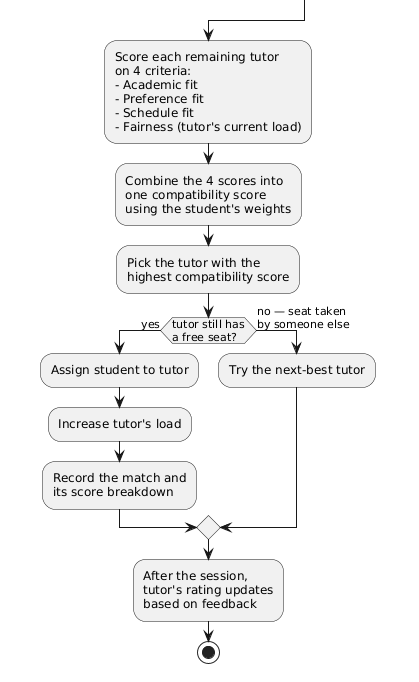 Score each remaining tutor
on 4 criteria:
- Academic fit
- Preference fit
- Schedule fit
- Fairness (tutor's current load)
Combine the 4 scores into
one compatibility score
using the student's weights
Pick the tutor with the
highest compatibility score
yes
tutor still has
a free seat?
no — seat taken
by someone else
Assign student to tutor
Try the next-best tutor
Increase tutor's load
Record the match and
its score breakdown
After the session,
tutor's rating updates
based on feedback